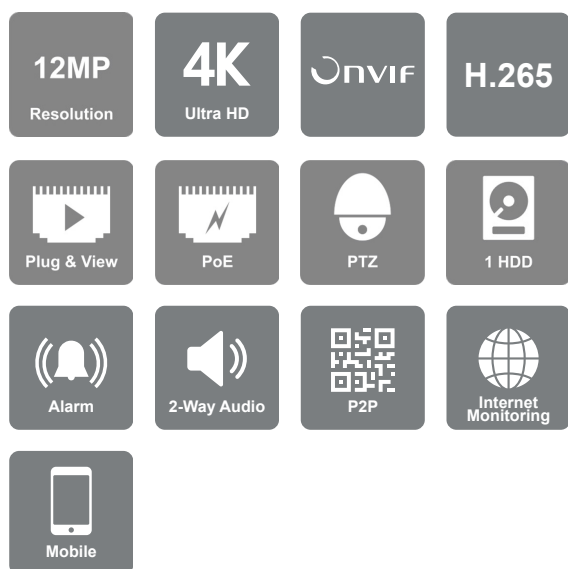 12MP
Resolution
4K
Ultra HD
ONVIF
H.265
Plug & View
PoE
PTZ
1 HDD
Alarm
2-Way Audio
P2P
Internet
Monitoring
Mobile